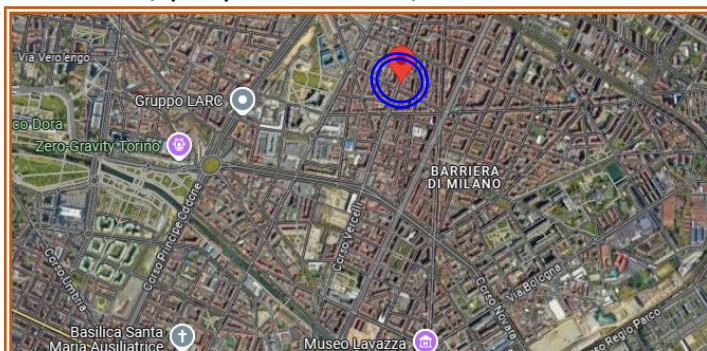 Via Verolengo
Gruppo LARC
co Dora
Zero-Gravity Torino
BARRIERA
DI MILANO
Corso Principe Oddone
Corso Vercelli
Corso Umbria
Via Bologna
Corso Novara
so Regio Parco
Basilica Santa
Maria Ausiliatrice
Museo Lavazza